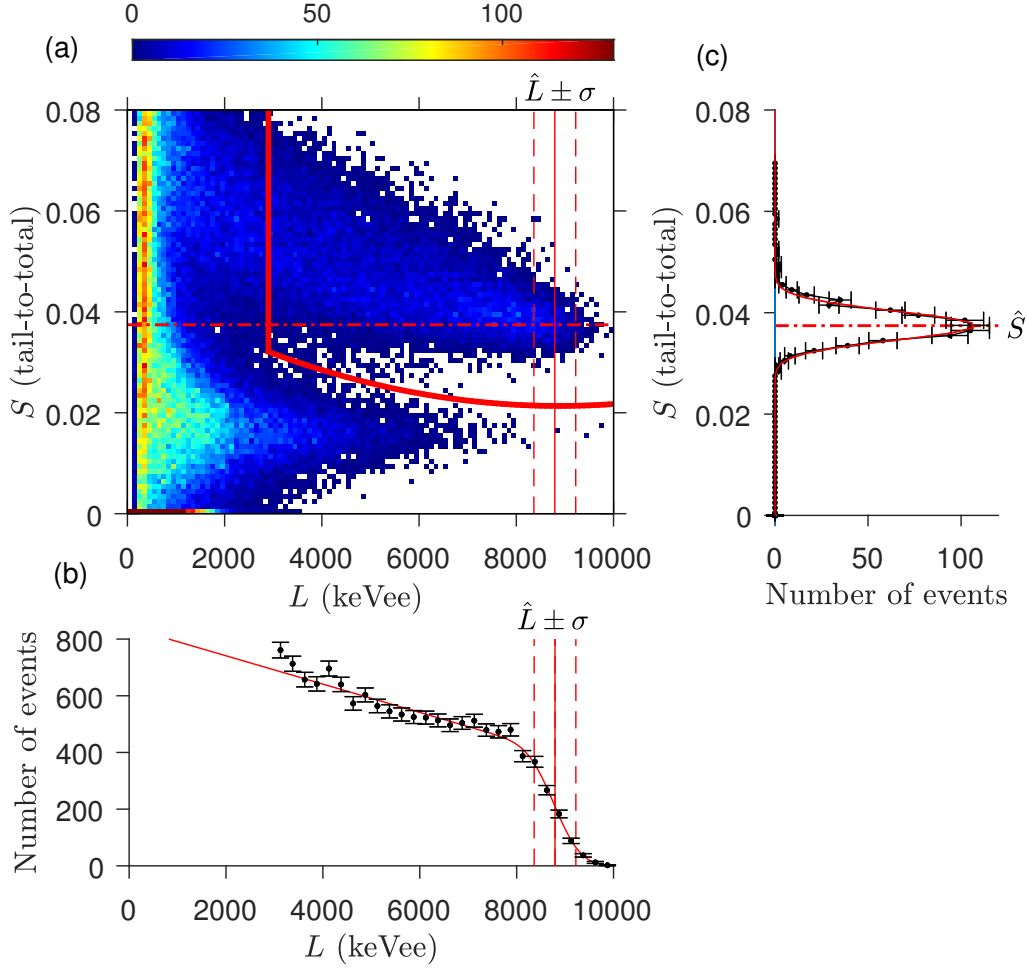 0 50 100
(a)
L̂ ± σ
0.08
0.06
0.04
0.02
0
S (tail-to-total)
0 2000 4000 6000 8000 10000
L (keVee)
(c)
0.08
0.06
0.04
0.02
0
S (tail-to-total)
Ŝ
0 50 100
Number of events
(b)
L̂ ± σ
800
600
400
200
0
Number of events
0 2000 4000 6000 8000 10000
L (keVee)